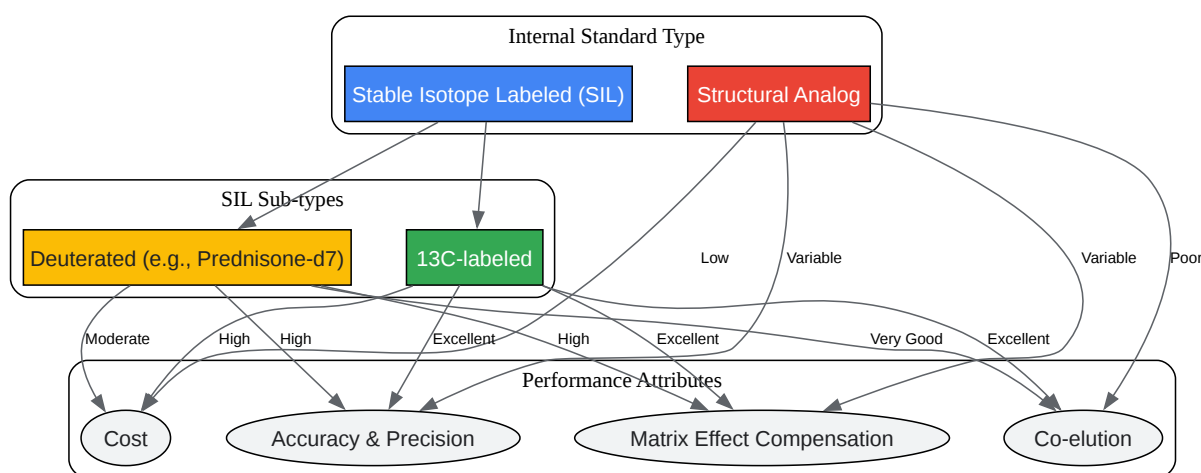 Internal Standard Type
Stable Isotope Labeled (SIL)
Structural Analog
SIL Sub-types
Deuterated (e.g., Prednisone-d7)
13C-labeled
Low
Variable
Variable
Poor
Moderate
High
High
Excellent
High
Excellent
Very Good
Excellent
Performance Attributes
Cost
Accuracy & Precision
Matrix Effect Compensation
Co-elution